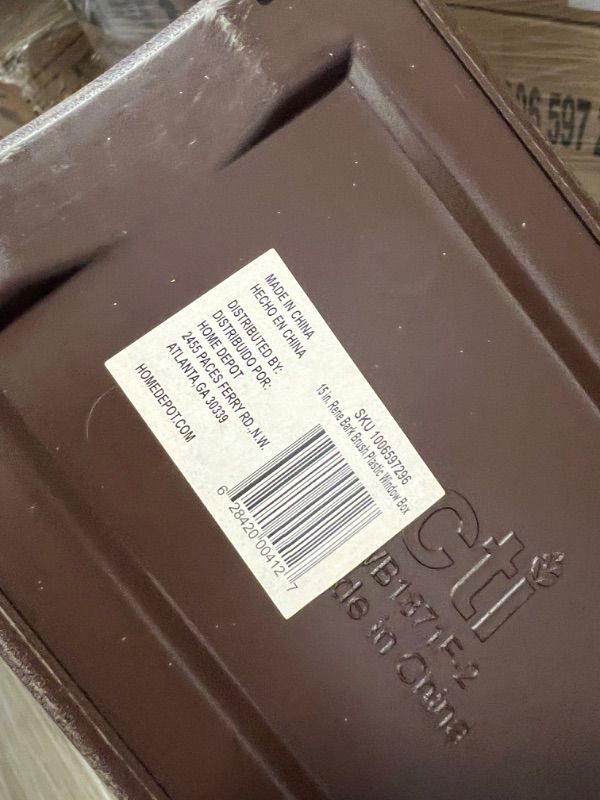 MADE IN CHINA
HECHO EN CHINA
DISTRIBUTED BY:
DISTRIBUIDO POR:
HOME DEPOT
2455 PACES FERRY RD.,N.W.
ATLANTA,GA 30339
HOMEDEPOT.COM
SKU 1006597296
15 in. Rene Bark Brush Plastic Window Box
6 28420 00412 7
cti
B1871F-2
de in China
597